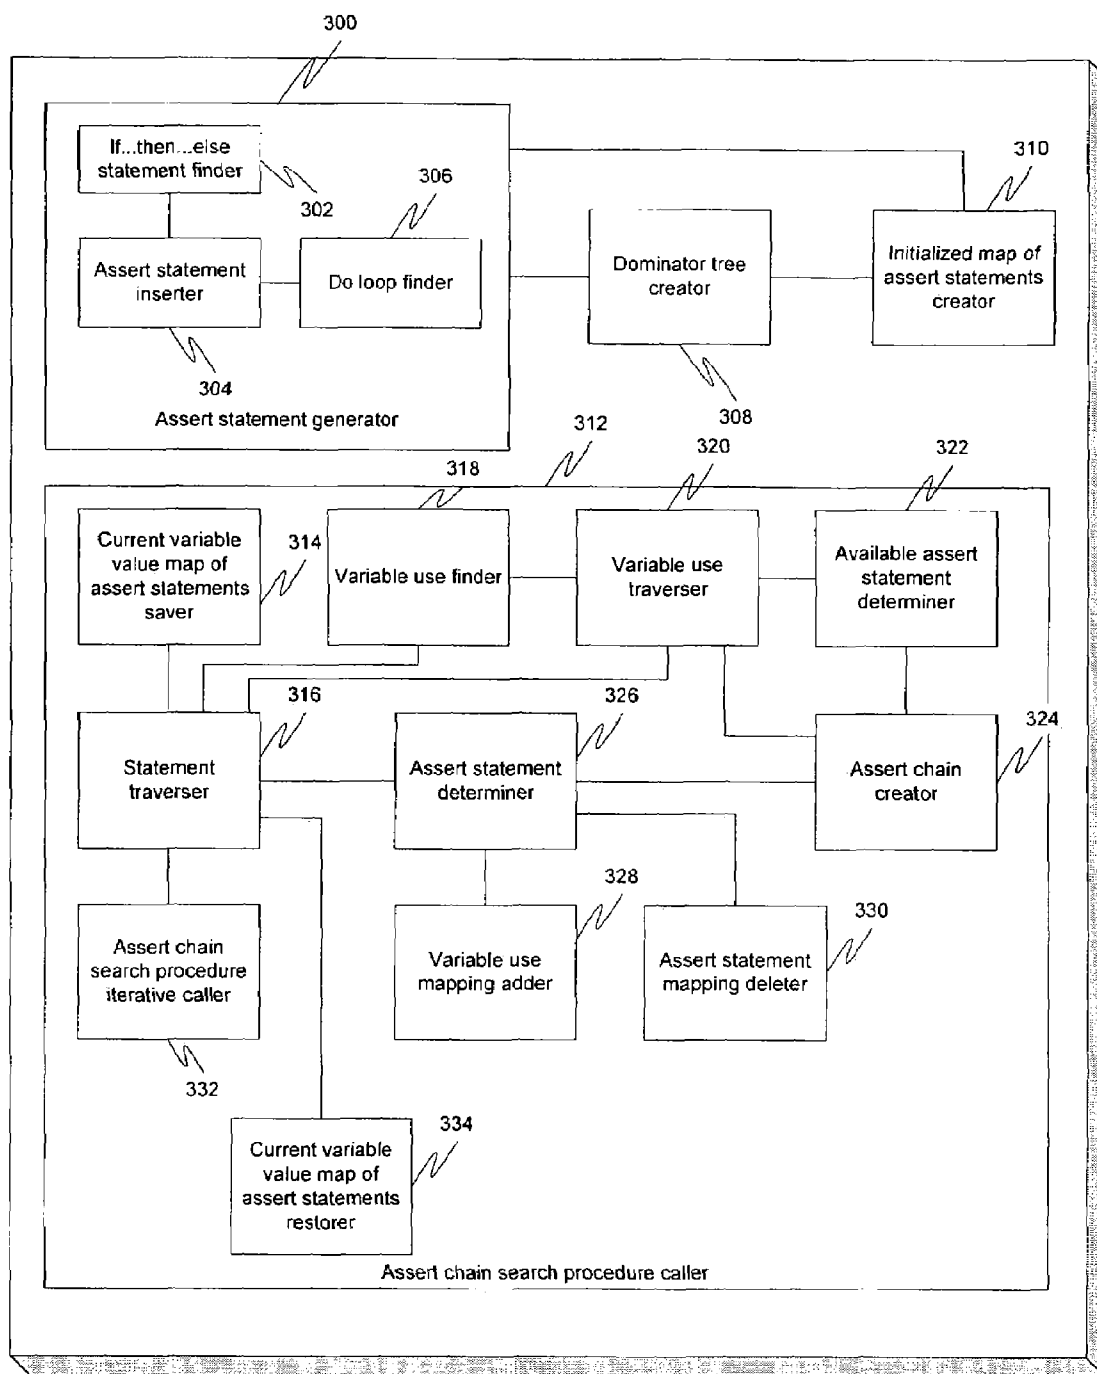 300
If...then...else
statement finder
302
306
310
Assert statement
inserter
Do loop finder
Dominator tree
creator
Initialized map of
assert statements
creator
304
308
Assert statement generator
312
318
320
322
Current variable
value map of
assert statements
saver
314
Variable use finder
Variable use
traverser
Available assert
statement
determiner
316
326
324
Statement
traverser
Assert statement
determiner
Assert chain
creator
328
330
Assert chain
search procedure
iterative caller
Variable use
mapping adder
Assert statement
mapping deleter
332
334
Current variable
value map of
assert statements
restorer
Assert chain search procedure caller